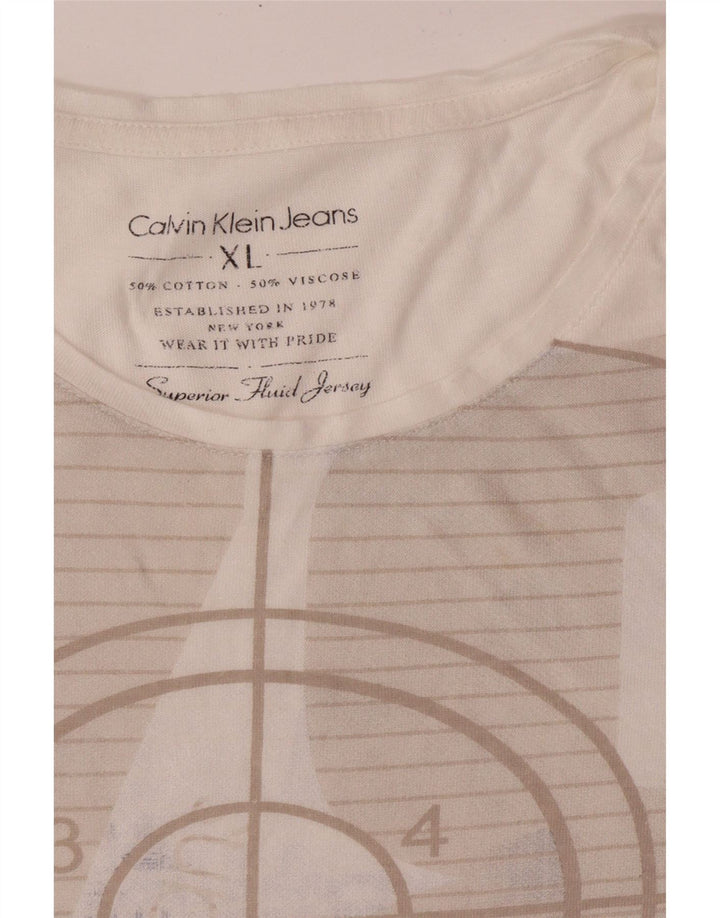 Calvin Klein Jeans
XL
50% COTTON - 50% VISCOSE
ESTABLISHED IN 1978
NEW YORK
WEAR IT WITH PRIDE
Superior Fluid Jersey
3 4